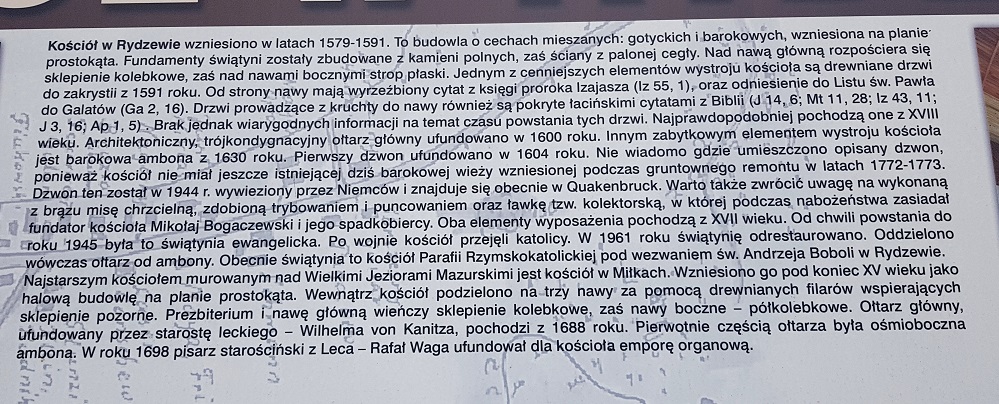 Kościół w Rydzewie wzniesiono w latach 1579-1591. To budowla o cechach mieszanych: gotyckich i barokowych, wzniesiona na planie
prostokąta. Fundamenty świątyni zostały zbudowane z kamieni polnych, zaś ściany z palonej cegły. Nad nawą główną rozpościera się
sklepienie kolebkowe, zaś nad nawami bocznymi strop płaski. Jednym z cenniejszych elementów wystroju kościoła są drewniane drzwi
do zakrystii z 1591 roku. Od strony nawy mają wyrzeźbiony cytat z księgi proroka Izajasza (Iz 55, 1), oraz odniesienie do Listu św. Pawła
do Galatów (Ga 2, 16). Drzwi prowadzące z kruchty do nawy również są pokryte łacińskimi cytatami z Biblii (J 14, 6; Mt 11, 28; Iz 43, 11;
J 3, 16; Ap 1, 5). Brak jednak wiarygodnych informacji na temat czasu powstania tych drzwi. Najprawdopodobniej pochodzą one z XVIII
wieku. Architektoniczny, trójkondygnacyjny ołtarz główny ufundowano w 1600 roku. Innym zabytkowym elementem wystroju kościoła
jest barokowa ambona z 1630 roku. Pierwszy dzwon ufundowano w 1604 roku. Nie wiadomo gdzie umieszczono opisany dzwon,
ponieważ kościół nie miał jeszcze istniejącej dziś barokowej wieży wzniesionej podczas gruntownego remontu w latach 1772-1773.
Dzwon ten został w 1944 r. wywieziony przez Niemców i znajduje się obecnie w Quakenbruck. Warto także zwrócić uwagę na wykonaną
z brązu misę chrzcielną, zdobioną trybowaniem i puncowaniem oraz ławkę tzw. kolektorską, w której podczas nabożeństwa zasiadał
fundator kościoła Mikołaj Bogaczewski i jego spadkobiercy. Oba elementy wyposażenia pochodzą z XVII wieku. Od chwili powstania do
roku 1945 była to świątynia ewangelicka. Po wojnie kościół przejęli katolicy. W 1961 roku świątynię odrestaurowano. Oddzielono
wówczas ołtarz od ambony. Obecnie świątynia to kościół Parafii Rzymskokatolickiej pod wezwaniem św. Andrzeja Boboli w Rydzewie.
Najstarszym kościołem murowanym nad Wielkimi Jeziorami Mazurskimi jest kościół w Miłkach. Wzniesiono go pod koniec XV wieku jako
halową budowlę na planie prostokąta. Wewnątrz kościół podzielono na trzy nawy za pomocą drewnianych filarów wspierających
sklepienie pozorne. Prezbiterium i nawę główną wieńczy sklepienie kolebkowe, zaś nawy boczne – półkolebkowe. Ołtarz główny,
ufundowany przez starostę leckiego – Wilhelma von Kanitza, pochodzi z 1688 roku. Pierwotnie częścią ołtarza była ośmioboczna
ambona. W roku 1698 pisarz starościński z Leca – Rafał Waga ufundował dla kościoła emporę organową.